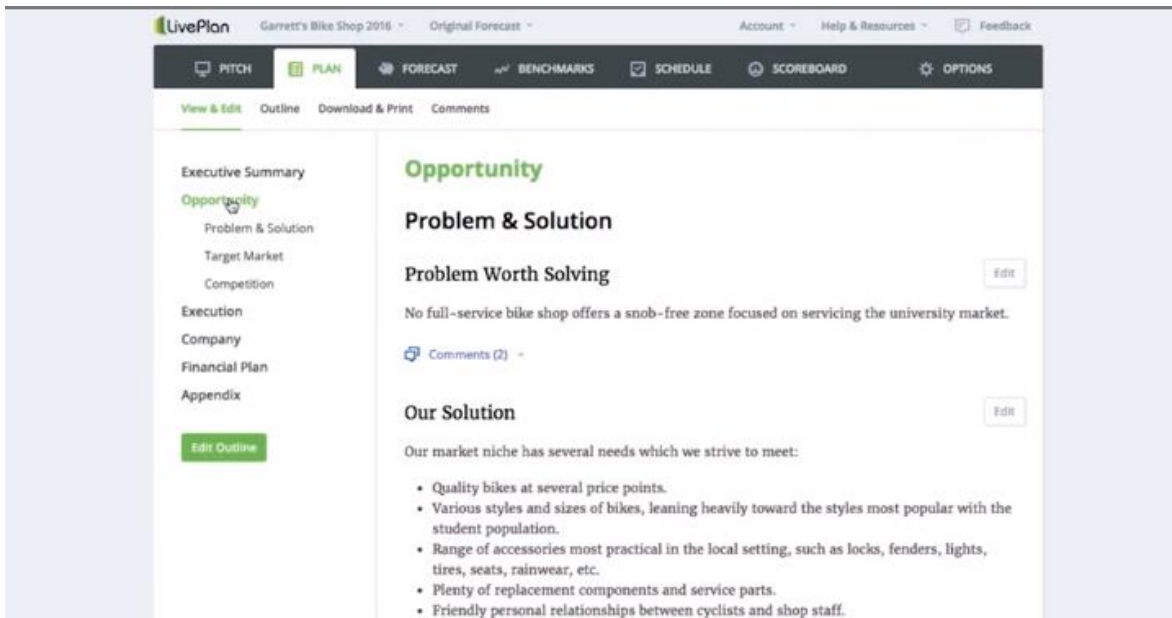 LivePlan Garrett's Bike Shop 2016 Original Forecast Account Help & Resources Feedback
PITCH PLAN FORECAST BENCHMARKS SCHEDULE SCOREBOARD OPTIONS
View & Edit Outline Download & Print Comments
Executive Summary
Opportunity
Problem & Solution
Target Market
Competition
Execution
Company
Financial Plan
Appendix
Edit Outline
Opportunity
Problem & Solution
Problem Worth Solving
Edit
No full-service bike shop offers a snob-free zone focused on servicing the university market.
Comments (2)
Our Solution
Edit
Our market niche has several needs which we strive to meet:
• Quality bikes at several price points.
• Various styles and sizes of bikes, leaning heavily toward the styles most popular with the
student population.
• Range of accessories most practical in the local setting, such as locks, fenders, lights,
tires, seats, rainwear, etc.
• Plenty of replacement components and service parts.
• Friendly personal relationships between cyclists and shop staff.